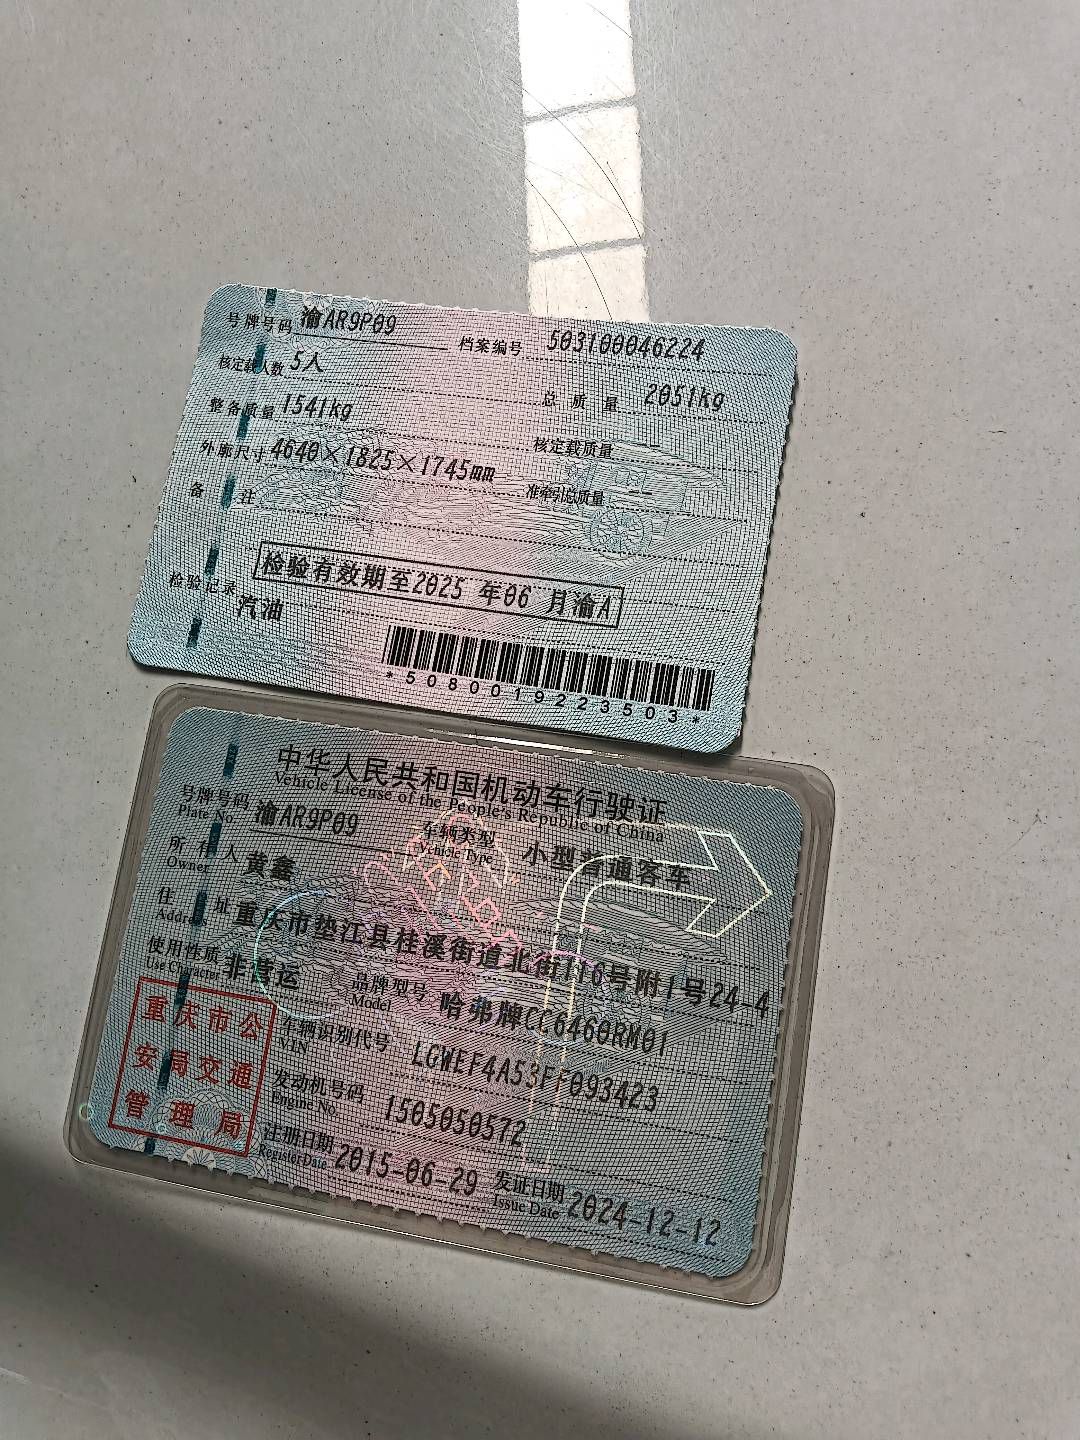 号牌号码 渝AR9P09 档案编号 503100046224
核定载人数 5人 总质量 2051kg
整备质量 1541kg 核定载质量 --
外廓尺寸 4640×1825×1745mm 准牵引总质量 --
备注
检验有效期至2025 年06 月渝A
检验记录
汽油
*5080019223503*
中华人民共和国机动车行驶证
Vehicle License of the People's Republic of China
号牌号码 渝AR9P09 车辆类型 小型普通客车
Plate No. Vehicle Type
所有人 黄鑫
Owner
住址 重庆市垫江县桂溪街道北街116号附1号24-4
Address
使用性质 非营运 品牌型号 哈弗牌CC6460RM01
Use Character Model
重庆市公安局交通管理局
车辆识别代号 LGWEF4A53FF093423
VIN
发动机号码 1505050572
Engine No.
注册日期 2015-06-29 发证日期 2024-12-12
Register Date Issue Date